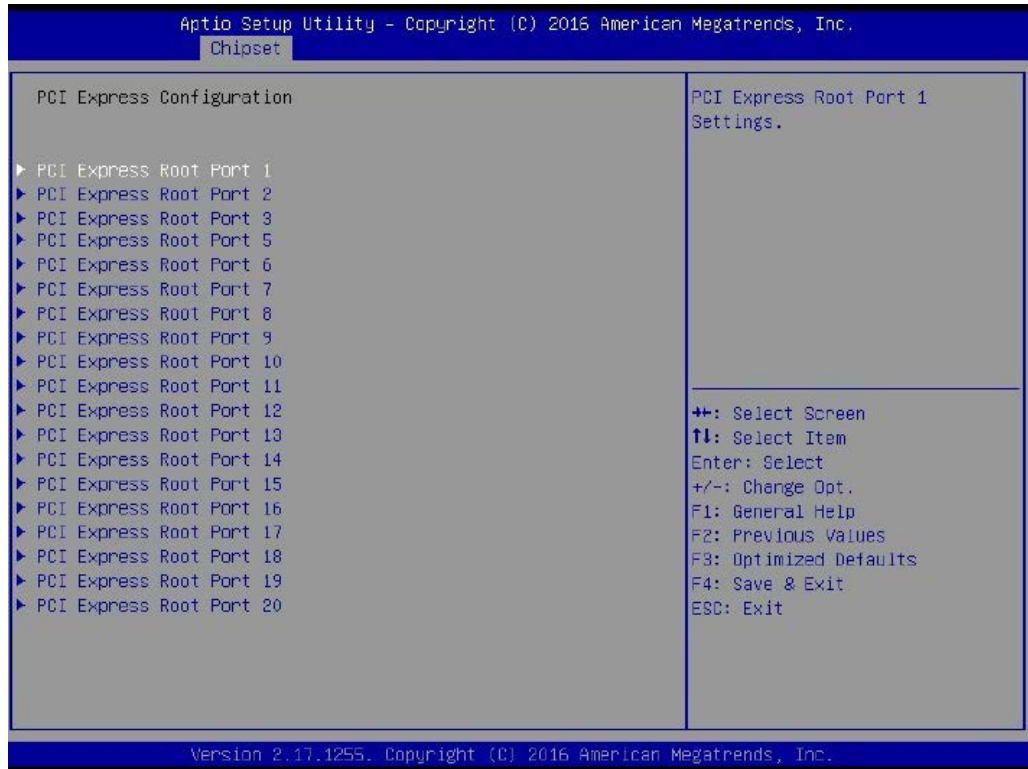 Aptio Setup Utility - Copyright (C) 2016 American Megatrends, Inc.
Chipset
PCI Express Configuration
PCI Express Root Port 1
PCI Express Root Port 2
PCI Express Root Port 3
PCI Express Root Port 5
PCI Express Root Port 6
PCI Express Root Port 7
PCI Express Root Port 8
PCI Express Root Port 9
PCI Express Root Port 10
PCI Express Root Port 11
PCI Express Root Port 12
PCI Express Root Port 13
PCI Express Root Port 14
PCI Express Root Port 15
PCI Express Root Port 16
PCI Express Root Port 17
PCI Express Root Port 18
PCI Express Root Port 19
PCI Express Root Port 20
PCI Express Root Port 1
Settings.
→←: Select Screen
↑↓: Select Item
Enter: Select
+/-: Change Opt.
F1: General Help
F2: Previous Values
F3: Optimized Defaults
F4: Save & Exit
ESC: Exit
Version 2.17.1255. Copyright (C) 2016 American Megatrends, Inc.